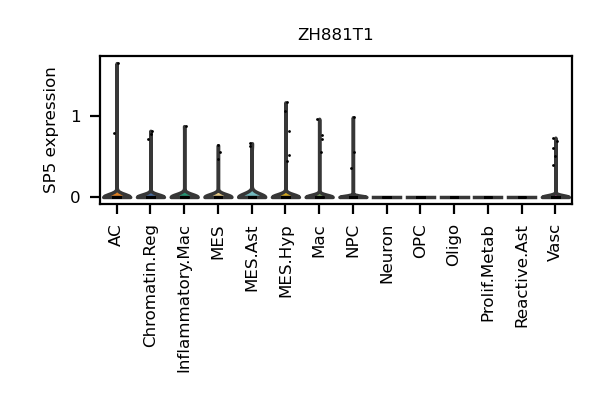 ZH881T1
SP5 expression
1
0
AC
Chromatin.Reg
Inflammatory.Mac
MES
MES.Ast
MES.Hyp
Mac
NPC
Neuron
OPC
Oligo
Prolif.Metab
Reactive.Ast
Vasc